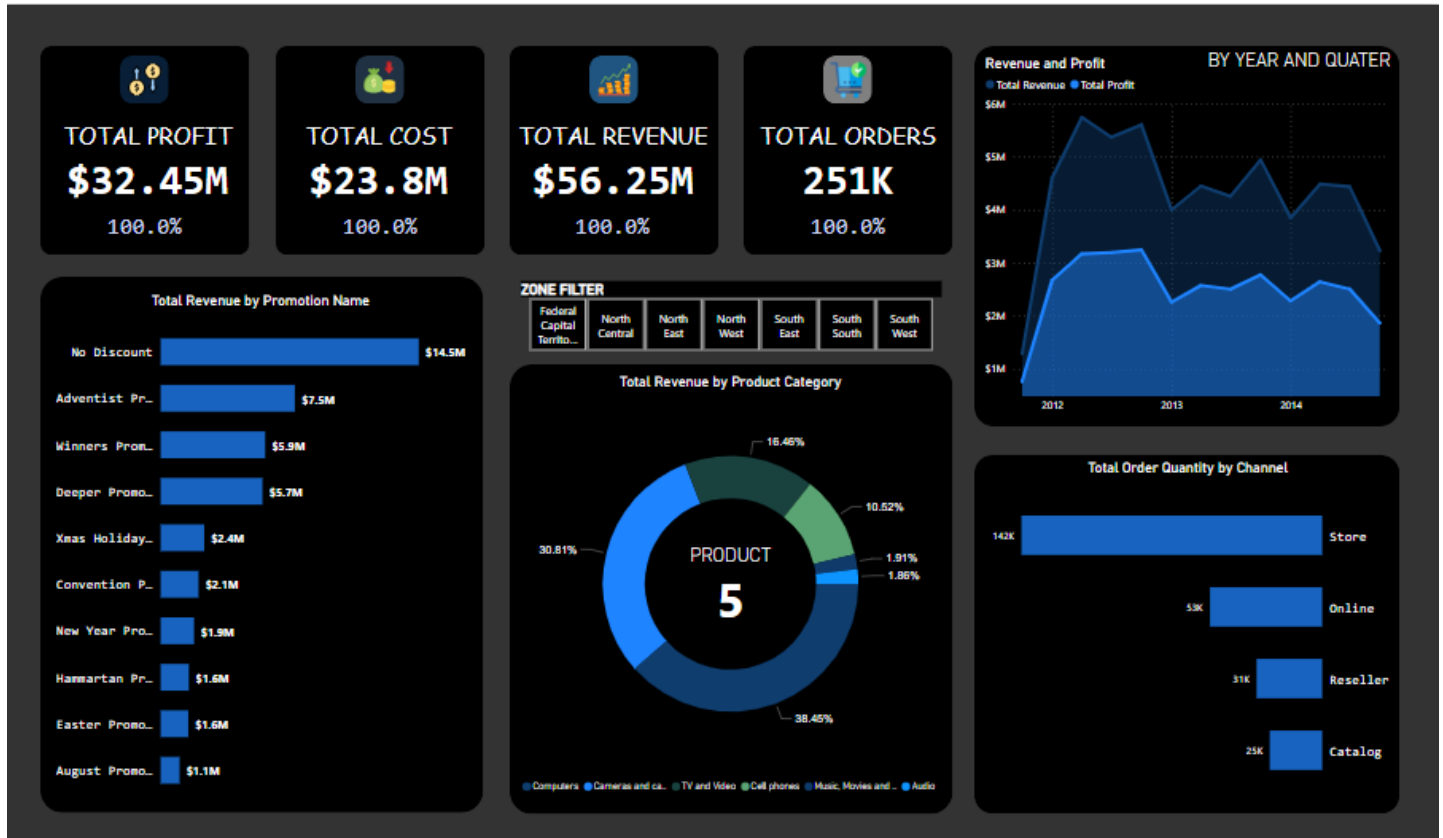 TOTAL PROFIT
$32.45M
100.0%
TOTAL COST
$23.8M
100.0%
TOTAL REVENUE
$56.25M
100.0%
TOTAL ORDERS
251K
100.0%
Revenue and Profit
BY YEAR AND QUATER
Total Revenue Total Profit
$6M
$5M
$4M
$3M
$2M
$1M
2012 2013 2014
Total Revenue by Promotion Name
No Discount $14.5M
Adventist Pr... $7.5M
Winners Prom... $5.9M
Deeper Promo... $5.7M
Xmas Holiday... $2.4M
Convention P... $2.1M
New Year Pro... $1.9M
Hammartan Pr... $1.6M
Easter Promo... $1.6M
August Promo... $1.1M
ZONE FILTER
Federal
Capital
Territo...
North
Central
North
East
North
West
South
East
South
South
South
West
Total Revenue by Product Category
16.46%
10.52%
30.81%
1.91%
1.86%
PRODUCT
5
38.45%
Computers Cameras and ca... TV and Video Cell phones Music, Movies and ... Audio
Total Order Quantity by Channel
142K Store
53K Online
31K Reseller
25K Catalog